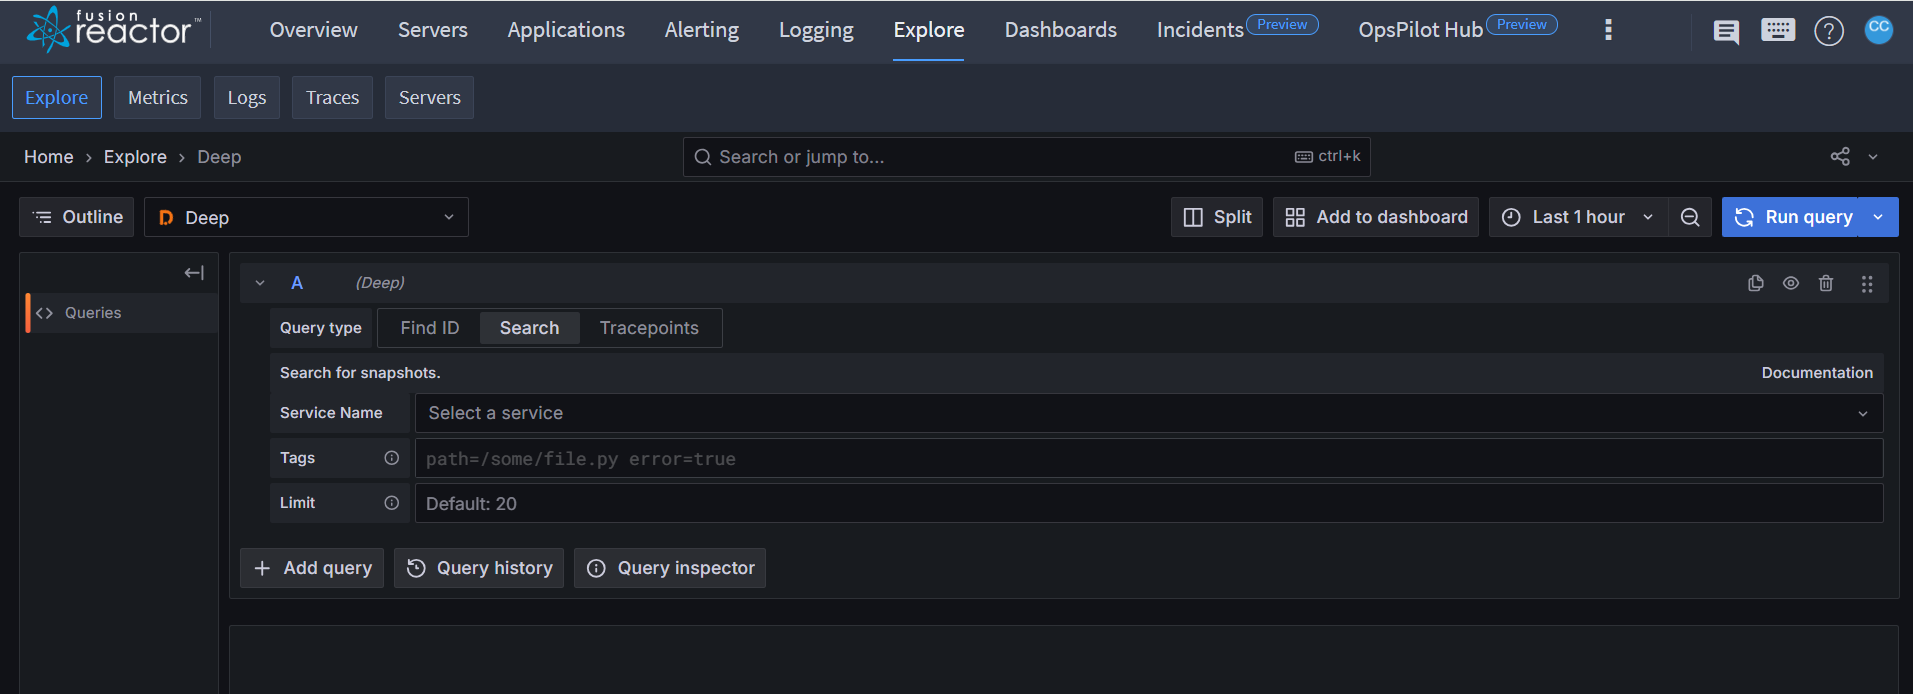 fusion
reactor™
Overview Servers Applications Alerting Logging Explore Dashboards Incidents Preview OpsPilot Hub Preview ? CC
Explore Metrics Logs Traces Servers
Home › Explore › Deep
Search or jump to... ctrl+k
Outline Deep Split Add to dashboard Last 1 hour Run query
Queries
A (Deep)
Query type Find ID Search Tracepoints
Search for snapshots. Documentation
Service Name Select a service
Tags path=/some/file.py error=true
Limit Default: 20
+ Add query Query history Query inspector